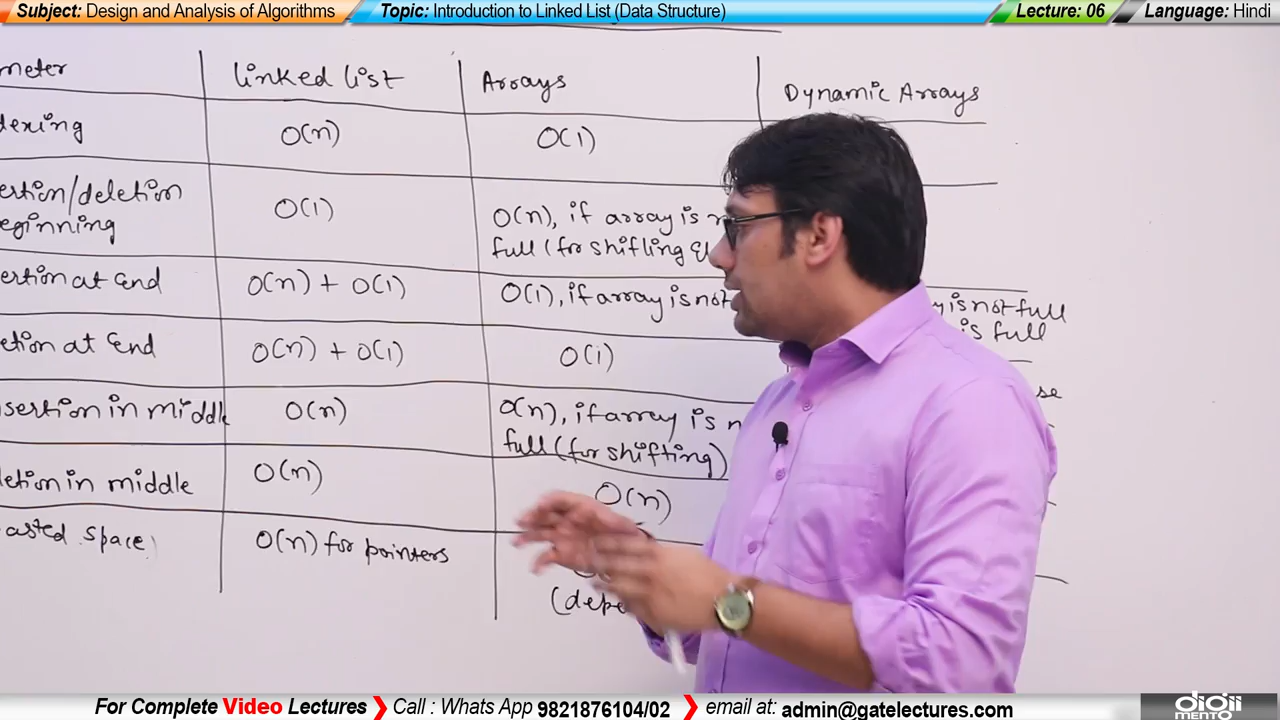 Subject: Design and Analysis of Algorithms
Topic: Introduction to Linked List (Data Structure)
Lecture: 06
Language: Hindi
meter linked list Arrays Dynamic Arrays
dexing O(n) O(1)
ertion/deletion
eginning O(1) O(n), if array is
full (for shifling
ertion at End O(n) + O(1) O(1), if array is not y is not full
is full
etion at End O(n) + O(1) O(1)
se
sertion in middle O(n) O(n), if array is n
full (for shifting)
letion in middle O(n) O(n)
asted space O(n) for pointers
(depe
For Complete Video Lectures ❯ Call : Whats App 9821876104/02 ❯ email at: admin@gatelectures.com
digii
MENTO